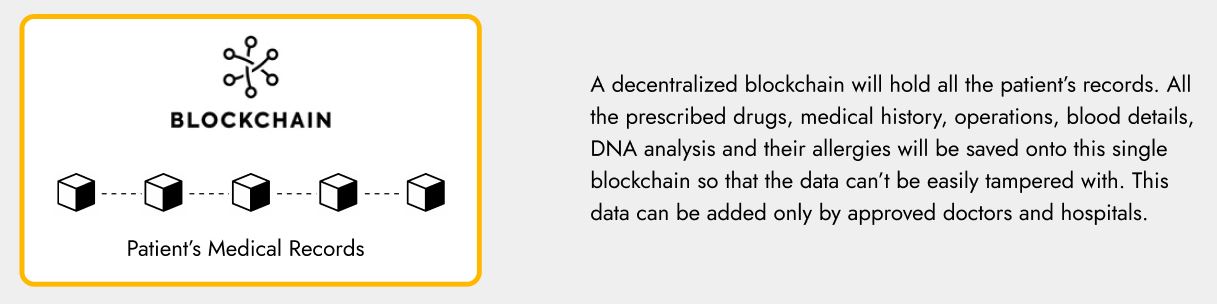 BLOCKCHAIN
Patient’s Medical Records
A decentralized blockchain will hold all the patient’s records. All
the prescribed drugs, medical history, operations, blood details,
DNA analysis and their allergies will be saved onto this single
blockchain so that the data can’t be easily tampered with. This
data can be added only by approved doctors and hospitals.